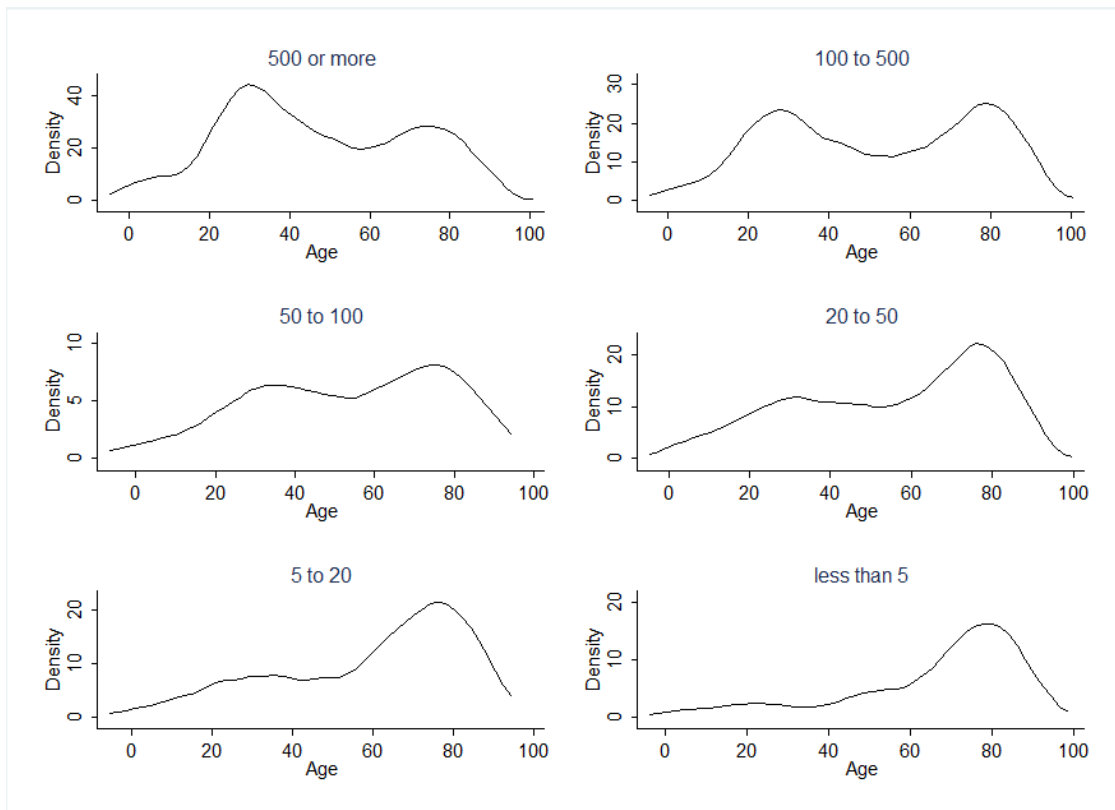 500 or more
Density
0 20 40
0 20 40 60 80 100
Age
100 to 500
Density
0 10 20 30
0 20 40 60 80 100
Age
50 to 100
Density
0 5 10
0 20 40 60 80 100
Age
20 to 50
Density
0 10 20
0 20 40 60 80 100
Age
5 to 20
Density
0 10 20
0 20 40 60 80 100
Age
less than 5
Density
0 10 20
0 20 40 60 80 100
Age